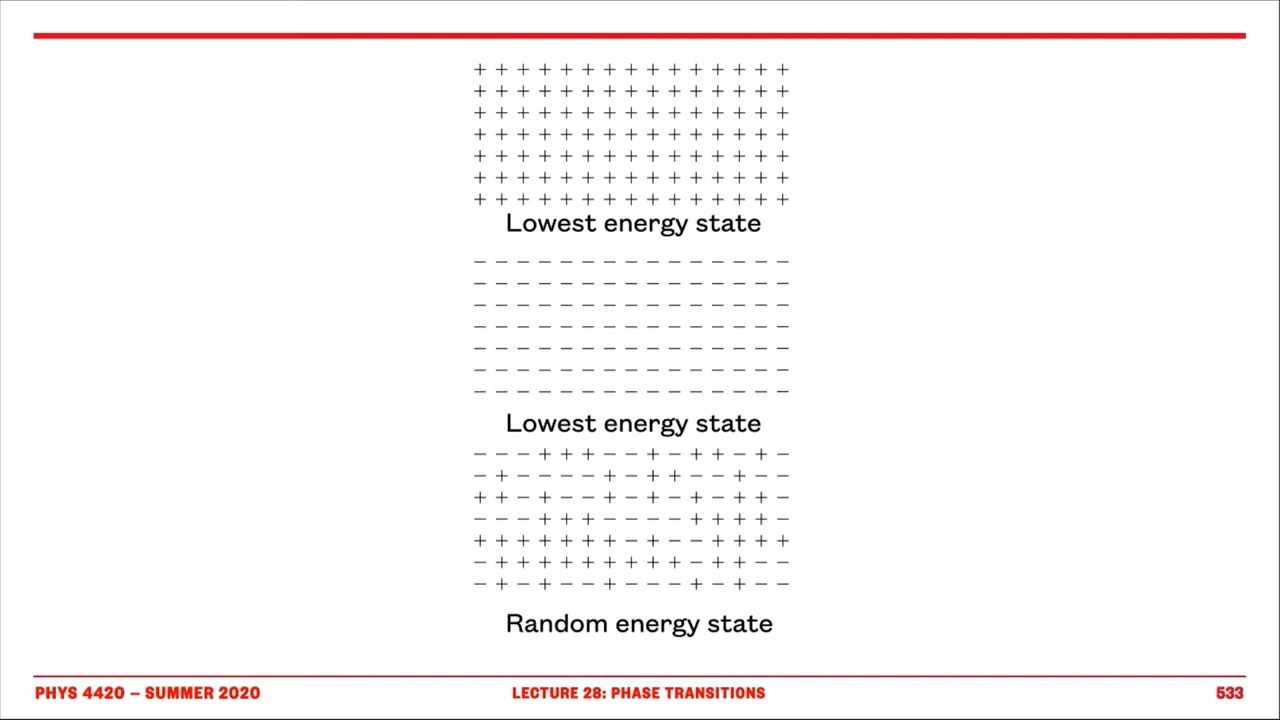 + + + + + + + + + + + + + + +
+ + + + + + + + + + + + + + +
+ + + + + + + + + + + + + + +
+ + + + + + + + + + + + + + +
+ + + + + + + + + + + + + + +
+ + + + + + + + + + + + + + +
+ + + + + + + + + + + + + + +
Lowest energy state
− − − − − − − − − − − − − − −
− − − − − − − − − − − − − − −
− − − − − − − − − − − − − − −
− − − − − − − − − − − − − − −
− − − − − − − − − − − − − − −
− − − − − − − − − − − − − − −
− − − − − − − − − − − − − − −
Lowest energy state
− − − + + + − − + − + + − + −
− + − − − − + − + + − − + − −
+ + − + − − + − + − + − + + −
− − − + + + − − − − + + + + −
+ + + + + + + − + − − + + + +
− + + + + + + + + + − + + − −
− + − + − − + − − − + − + − −
Random energy state
PHYS 4420 – SUMMER 2020
LECTURE 28: PHASE TRANSITIONS
533